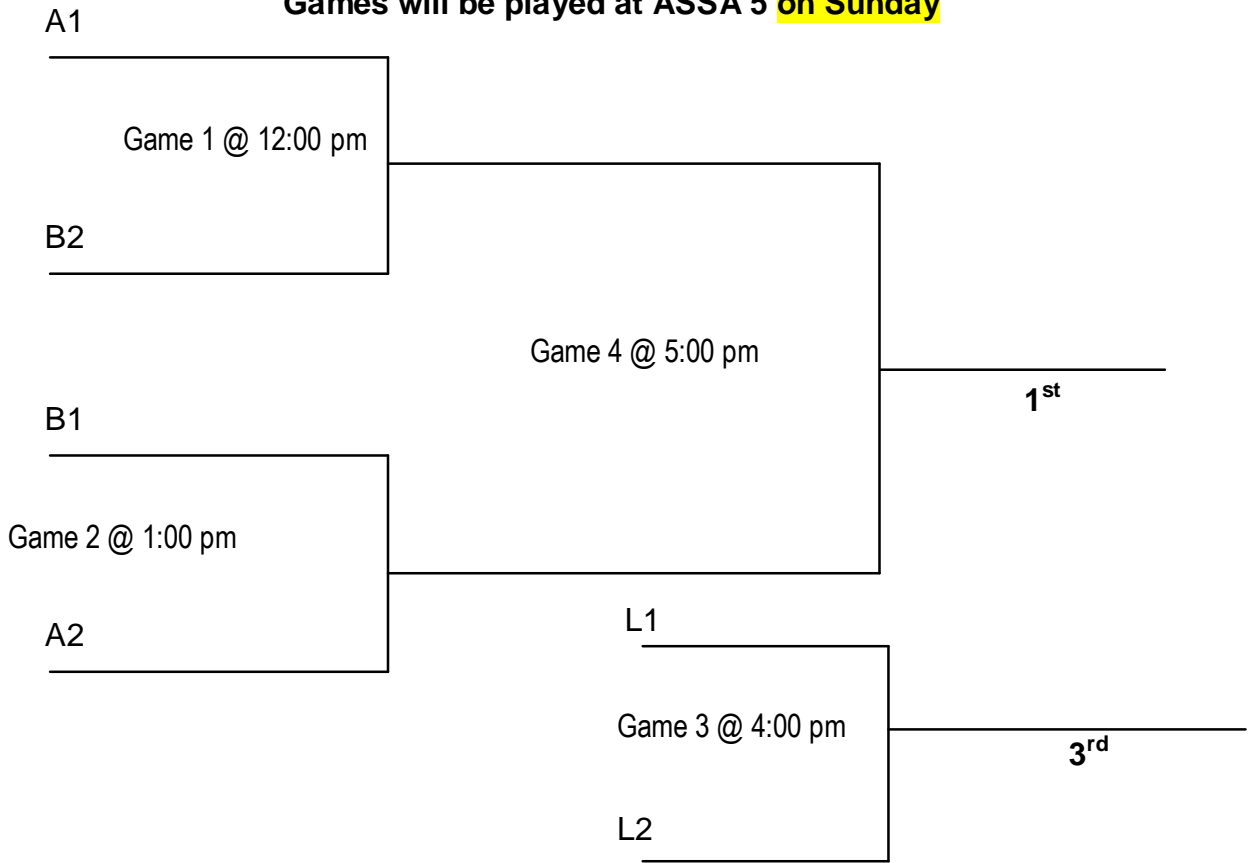 Games will be played at ASSA 5 on Sunday
A1
Game 1 @ 12:00 pm
B2
Game 4 @ 5:00 pm
1st
B1
Game 2 @ 1:00 pm
A2
L1
Game 3 @ 4:00 pm
3rd
L2